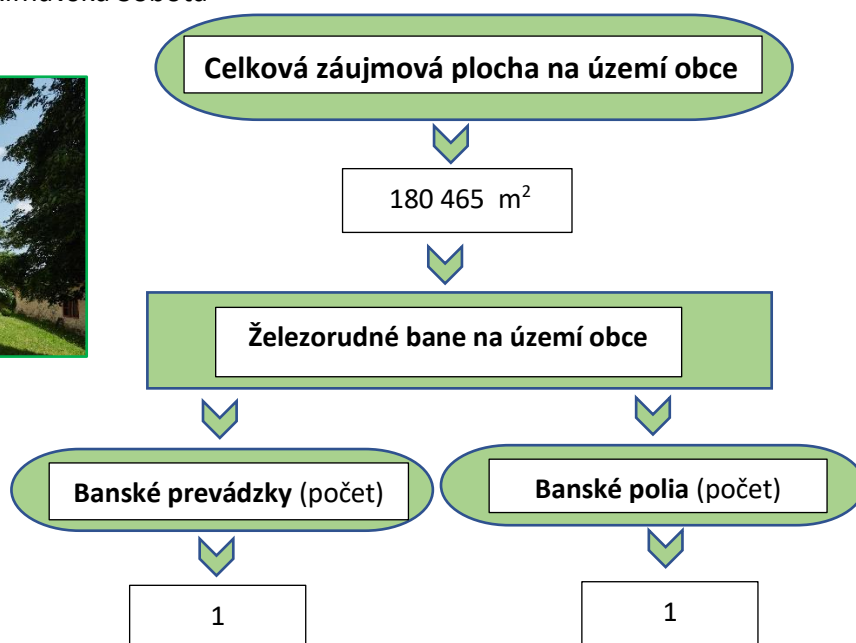 Celková záujmová plocha na území obce
180 465 m²
Železorudné bane na území obce
Banské prevádzky (počet)
Banské polia (počet)
1
1